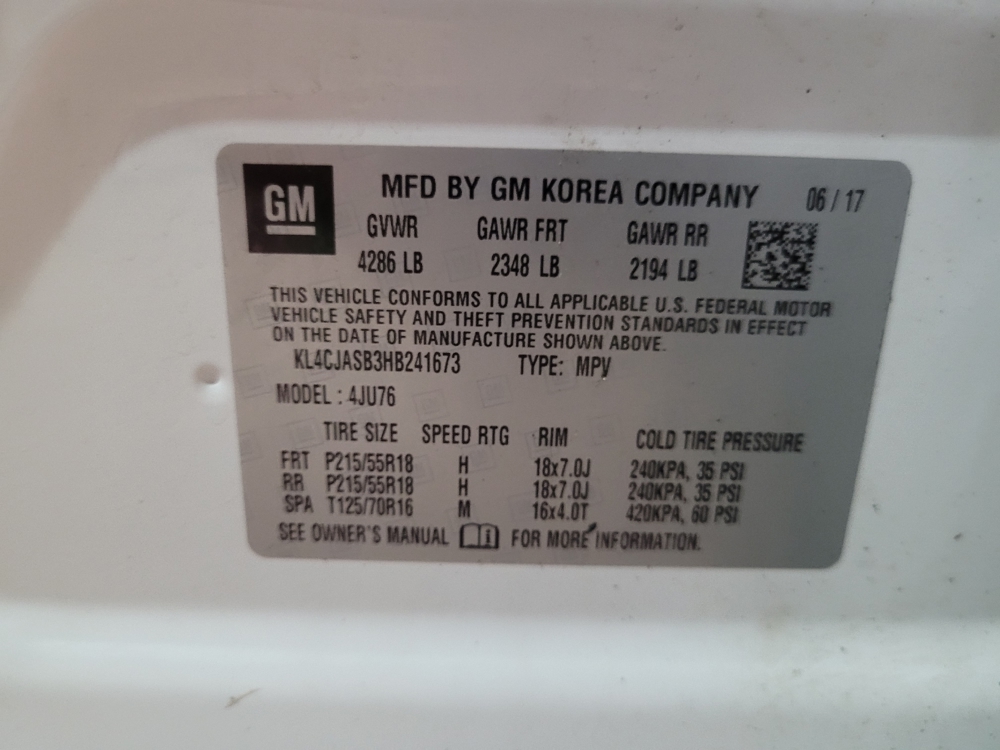 GM
MFD BY GM KOREA COMPANY 06 / 17
GVWR GAWR FRT GAWR RR
4286 LB 2348 LB 2194 LB
THIS VEHICLE CONFORMS TO ALL APPLICABLE U.S. FEDERAL MOTOR
VEHICLE SAFETY AND THEFT PREVENTION STANDARDS IN EFFECT
ON THE DATE OF MANUFACTURE SHOWN ABOVE.
KL4CJASB3HB241673 TYPE: MPV
MODEL : 4JU76
TIRE SIZE SPEED RTG RIM COLD TIRE PRESSURE
FRT P215/55R18 H 18x7.0J 240KPA, 35 PSI
RR P215/55R18 H 18x7.0J 240KPA, 35 PSI
SPA T125/70R16 M 16x4.0T 420KPA, 60 PSI
SEE OWNER'S MANUAL FOR MORE INFORMATION.